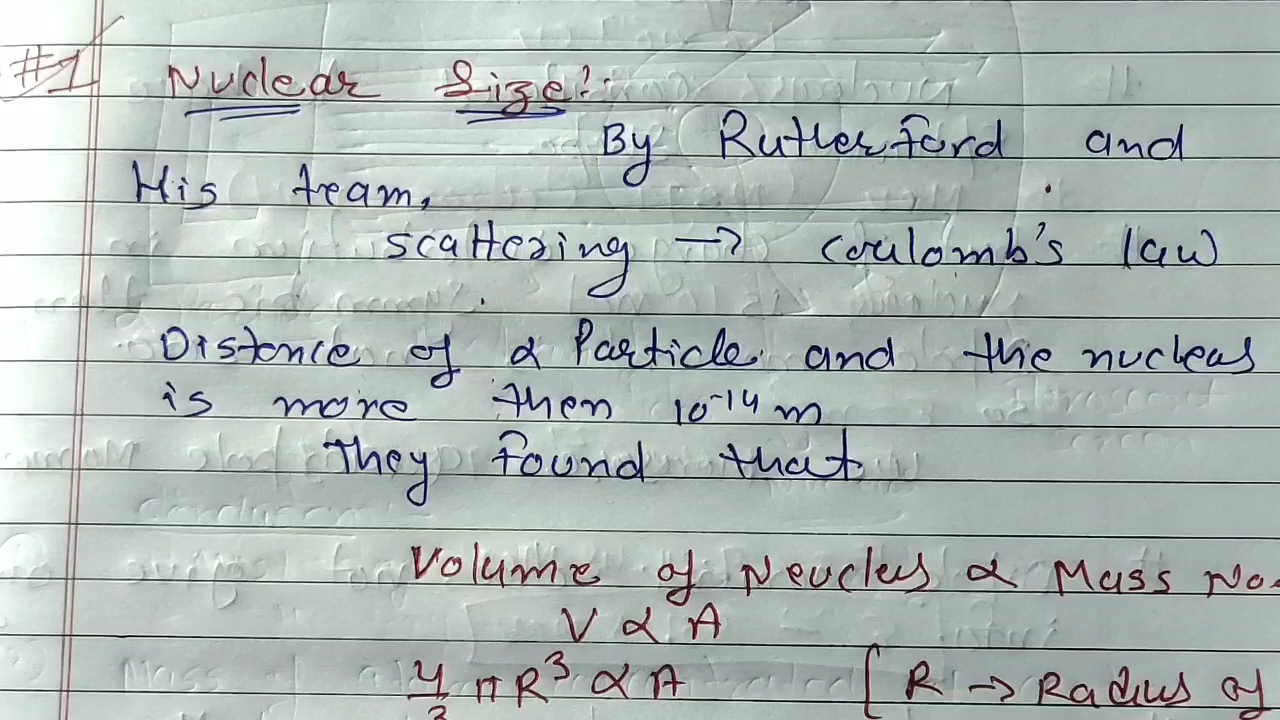 #1 Nuclear Size:
By Rutherford and
His team,
scattering → coulomb's law
Distance of α Particle and the nucleus
is more then 10⁻¹⁴ m
They found that
Volume of Neucleus α Mass No.
V α A
4/3 πR³ α A [ R → Radius of